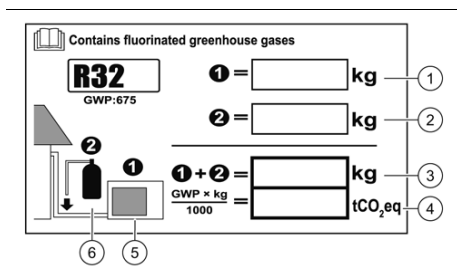 Contains fluorinated greenhouse gases
R32
GWP:675
❶ = kg ①
❷ = kg ②
❶+❷ = kg ③
GWP × kg / 1000 = tCO₂eq ④
❷
❶
⑥ ⑤